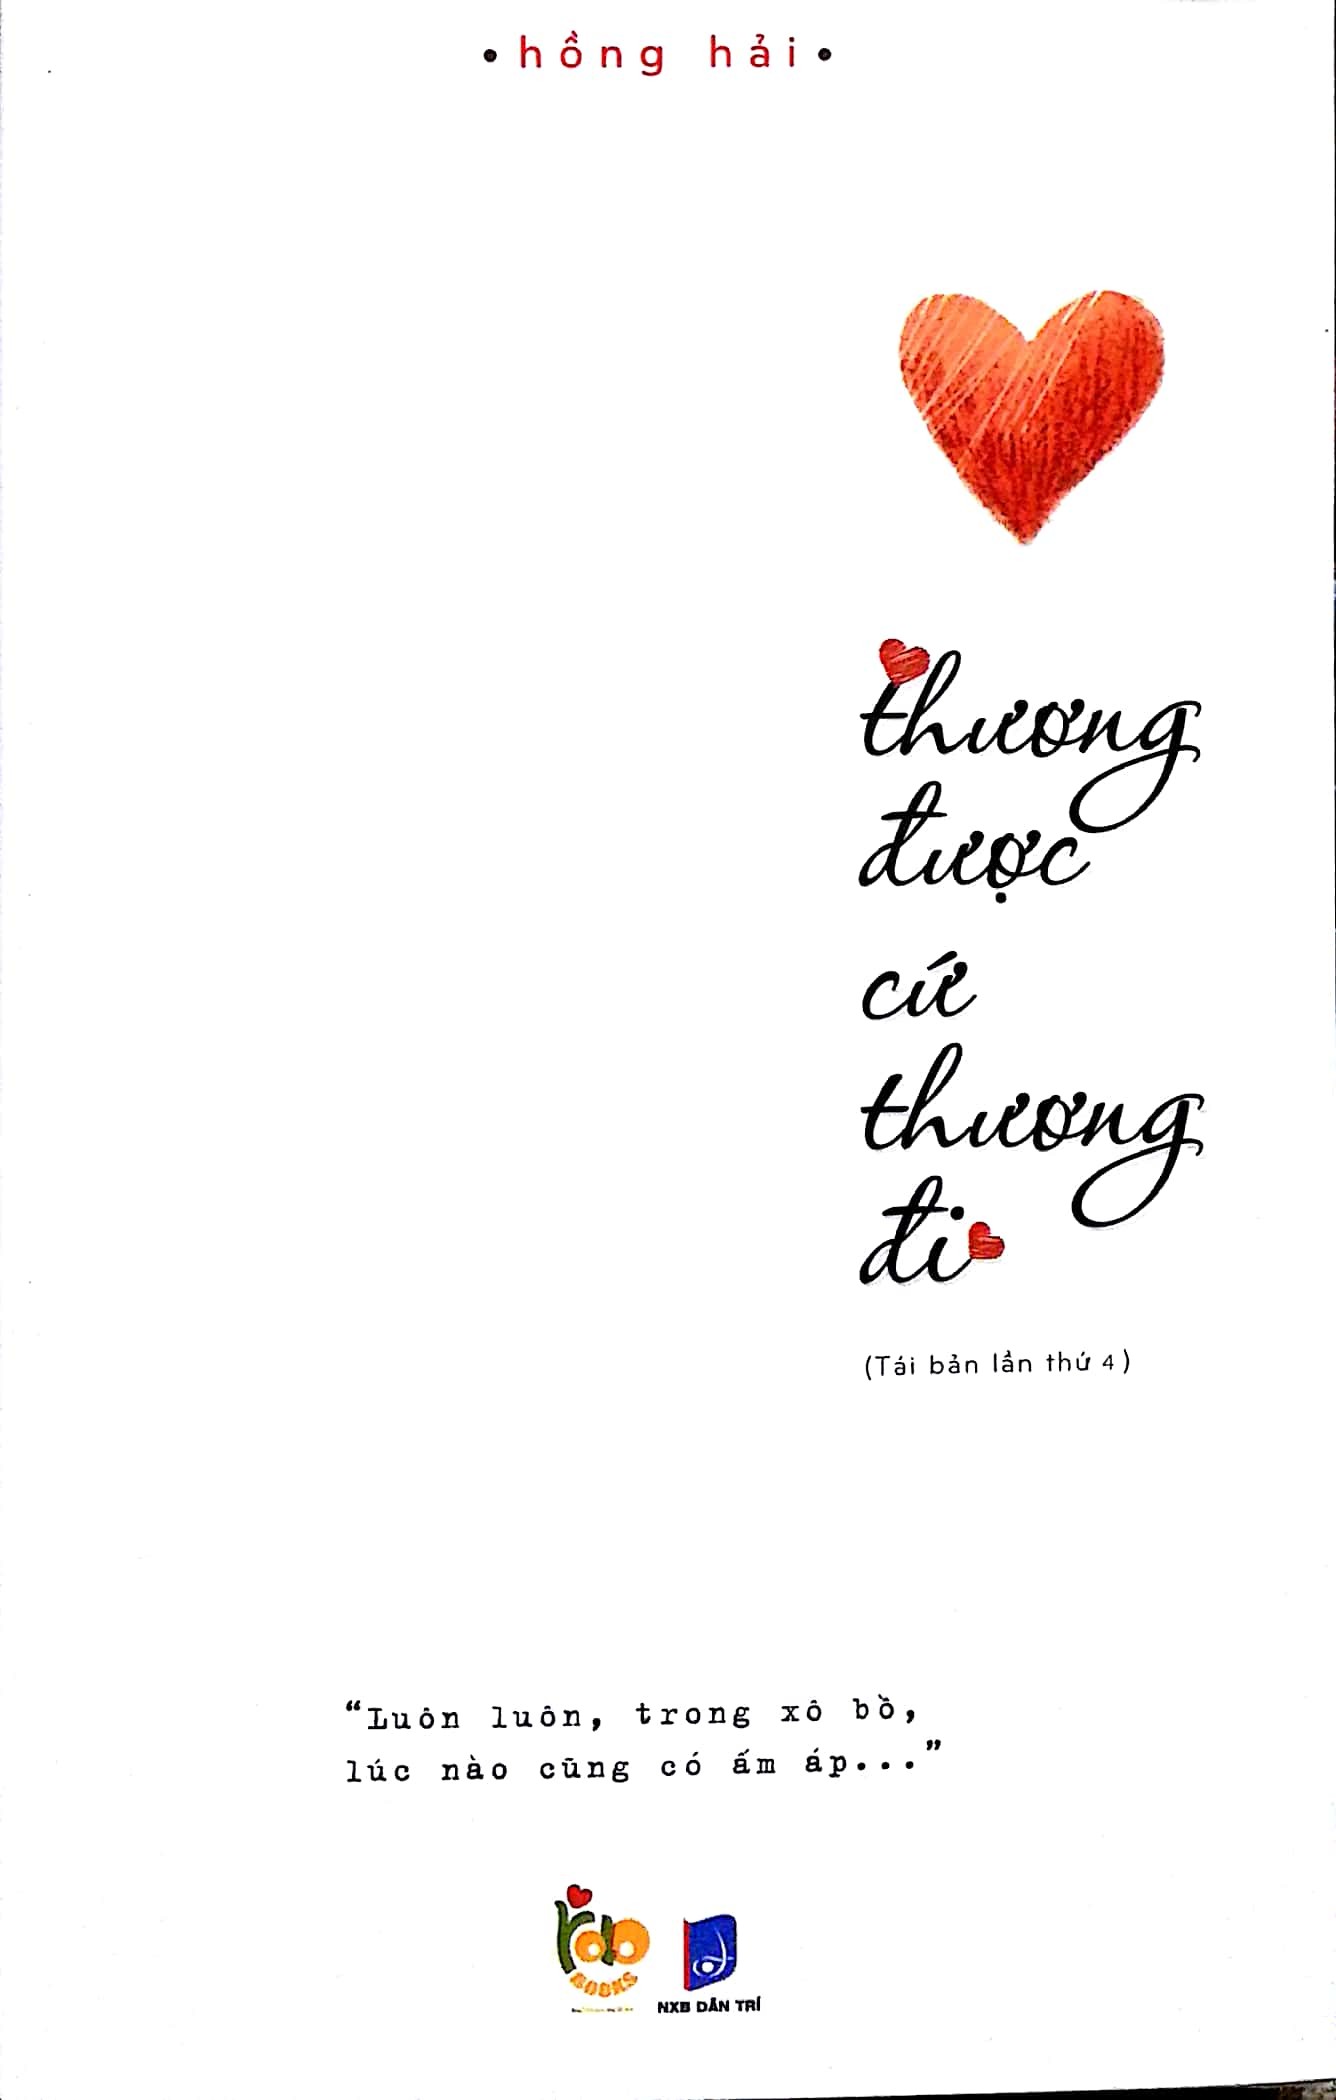 • hồng hải •
thương
được
cứ
thương
đi
(Tái bản lần thứ 4)
“Luôn luôn, trong xô bồ,
lúc nào cũng có ấm áp...”
BOOKS
NXB DÂN TRÍ